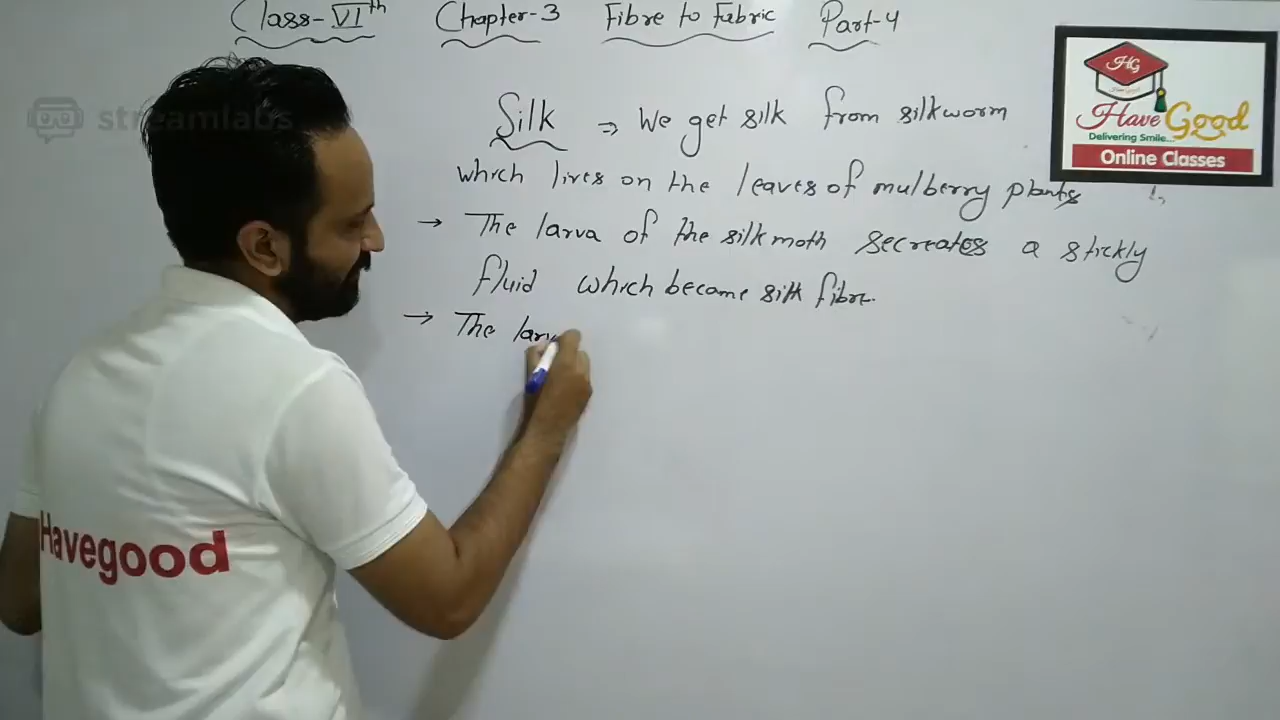 Class-VIth Chapter-3 Fibre to Fabric Part-4
streamlabs
HG
Have Good
Delivering Smile...
Online Classes
Silk ⇒ We get silk from silkworm
which lives on the leaves of mulberry plants
→ The larva of the silkmoth secreates a stickly
fluid which became silk fibre.
→ The larv
Havegood